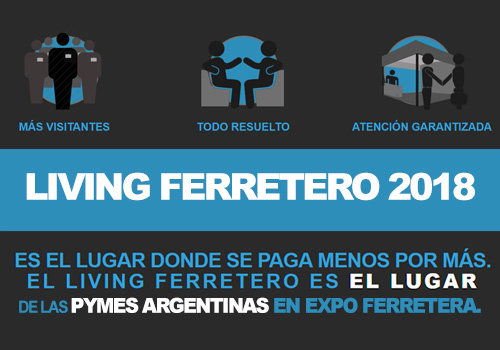 MÁS VISITANTES
TODO RESUELTO
ATENCIÓN GARANTIZADA
LIVING FERRETERO 2018
ES EL LUGAR DONDE SE PAGA MENOS POR MÁS.
EL LIVING FERRETERO ES EL LUGAR
DE LAS PYMES ARGENTINAS EN EXPO FERRETERA.